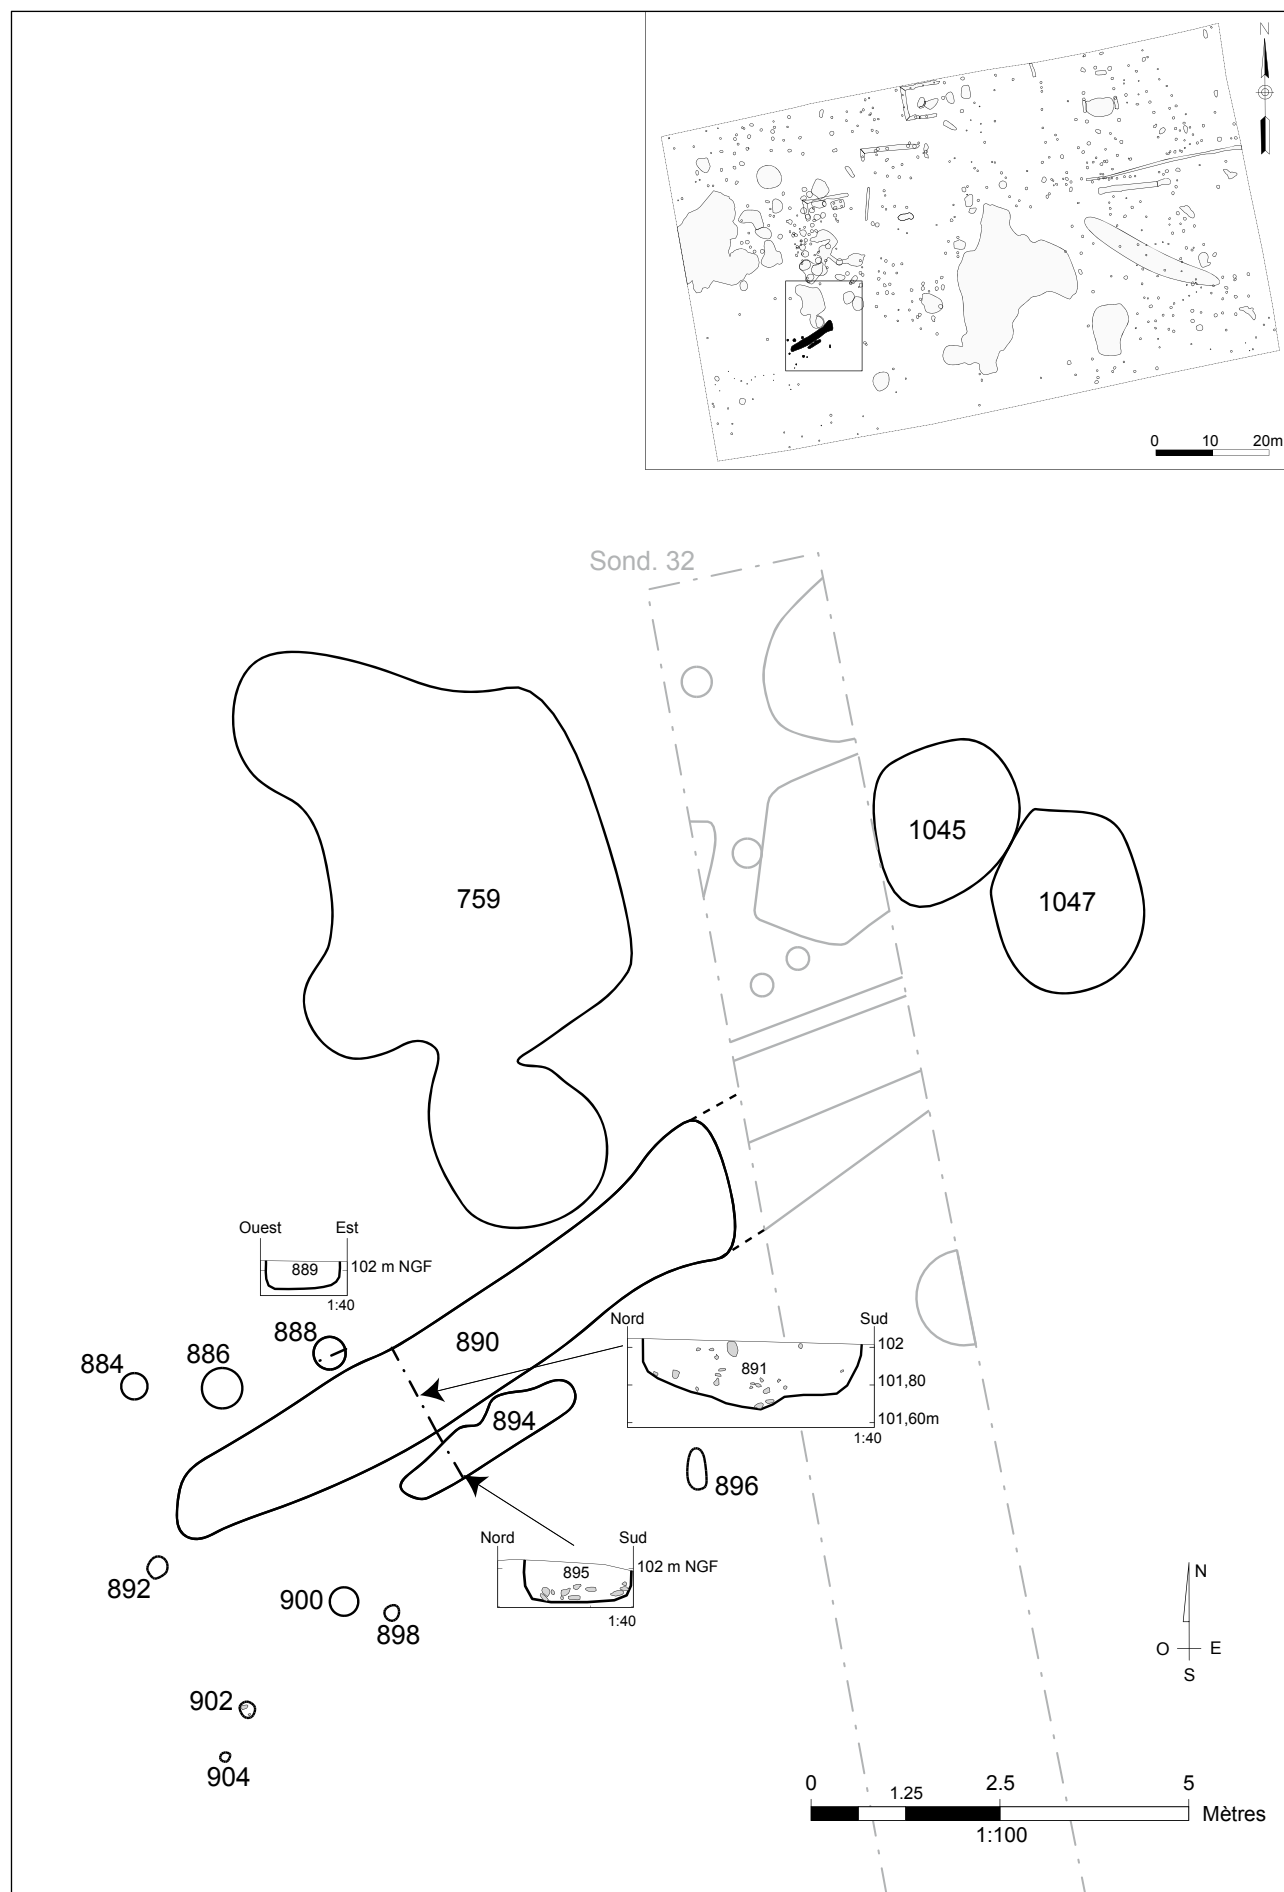 N
0 10 20m
Sond. 32
1045
759
1047
Ouest Est
889
102 m NGF
1:40
888
890
884
886
Nord Sud
891
102
101,80
101,60m
1:40
894
896
Nord Sud
895
102 m NGF
1:40
892
900
898
902
904
N
O E
S
0 1.25 2.5 5
Mètres
1:100